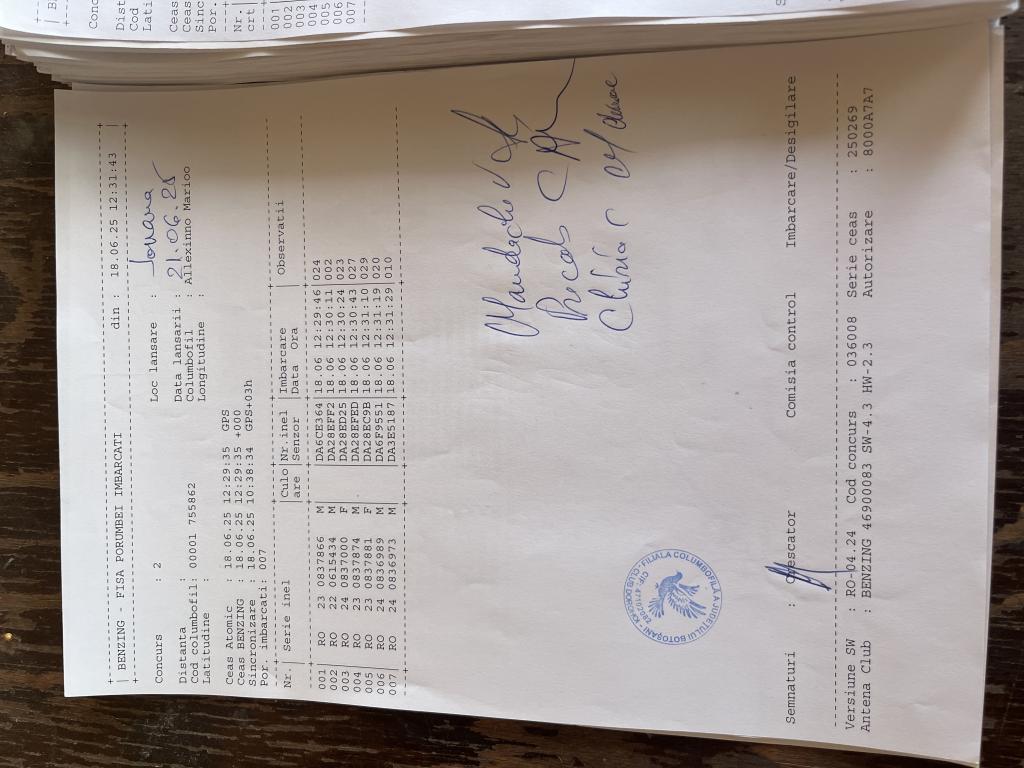 BENZING - FISA PORUMBEI IMBARCATI din : 18.06.25 12:31:43
Concurs : 2 Loc lansare :
Distanta : Data lansarii : 21.06.25
Cod columbofil: 00001 755862 Columbofil : Allexinno Marioo
Latitudine : Longitudine :
Ceas Atomic : 18.06.25 12:29:35 GPS
Ceas BENZING : 18.06.25 12:29:35 +000
Sincronizare : 18.06.25 10:38:34 GPS+03h
Por. imbarcati: 007
Nr. | Serie inel |Culo|Nr.inel |Imbarcare | Observatii
|are |Senzor |Data Ora |
001| RO 23 0837866 M| |DA6CE364|18.06 12:29:46|024
002| RO 22 0615434 M| |DA28EFF2|18.06 12:30:11|002
003| RO 24 0837000 F| |DA28ED25|18.06 12:30:24|023
004| RO 23 0837874 M| |DA28EFED|18.06 12:30:43|027
005| RO 23 0837881 F| |DA28EC9B|18.06 12:31:10|029
006| RO 24 0836989 M| |DA6F9551|18.06 12:31:19|020
007| RO 24 0836973 M| |DA3E5187|18.06 12:31:29|010
FILIALA COLUMBOFILA A JUDEȚULUI BOTOȘANI
Semnaturi : Crescator Comisia control Imbarcare/Desigilare
Versiune SW : RO-04.24 Cod concurs : 036008 Serie ceas : 250269
Antena Club : BENZING 46900083 SW-4.3 HW-2.3 Autorizare : 8000A7A7